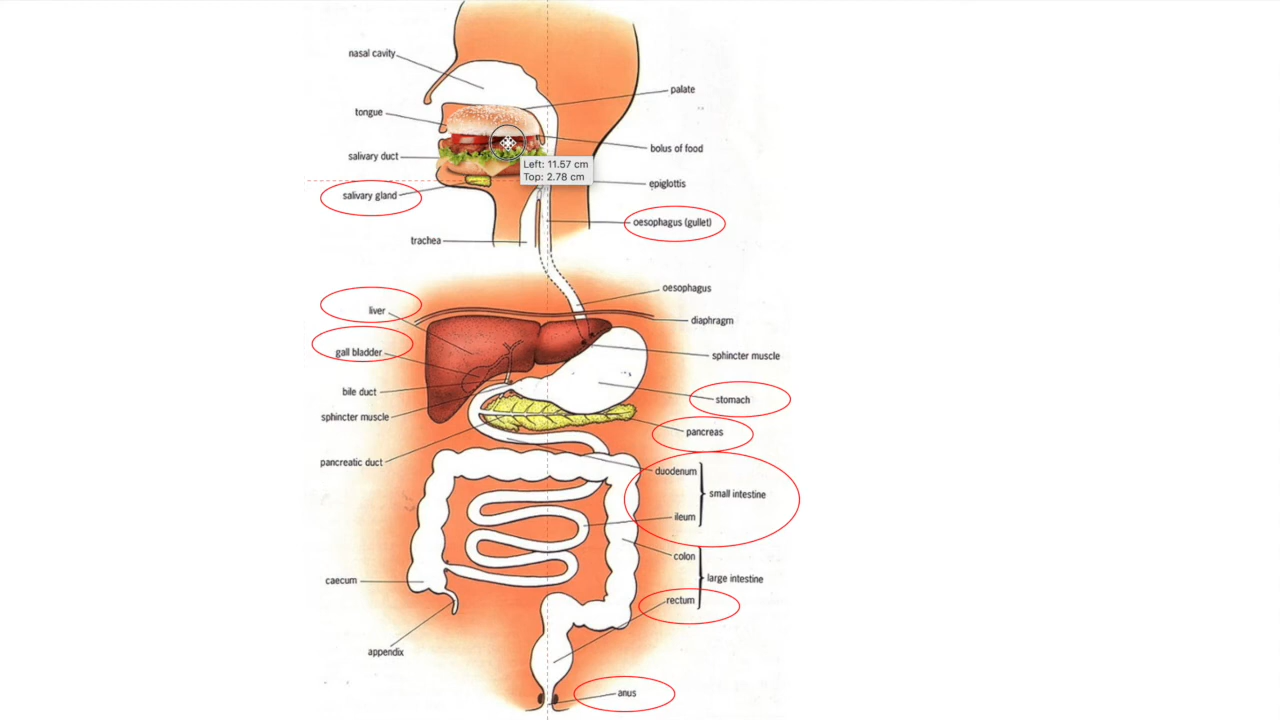 nasal cavity
palate
tongue
bolus of food
salivary duct
Left: 11.57 cm
Top: 2.78 cm
epiglottis
salivary gland
oesophagus (gullet)
trachea
oesophagus
liver
diaphragm
gall bladder
sphincter muscle
bile duct
stomach
sphincter muscle
pancreas
pancreatic duct
duodenum
small intestine
ileum
colon
large intestine
caecum
rectum
appendix
anus